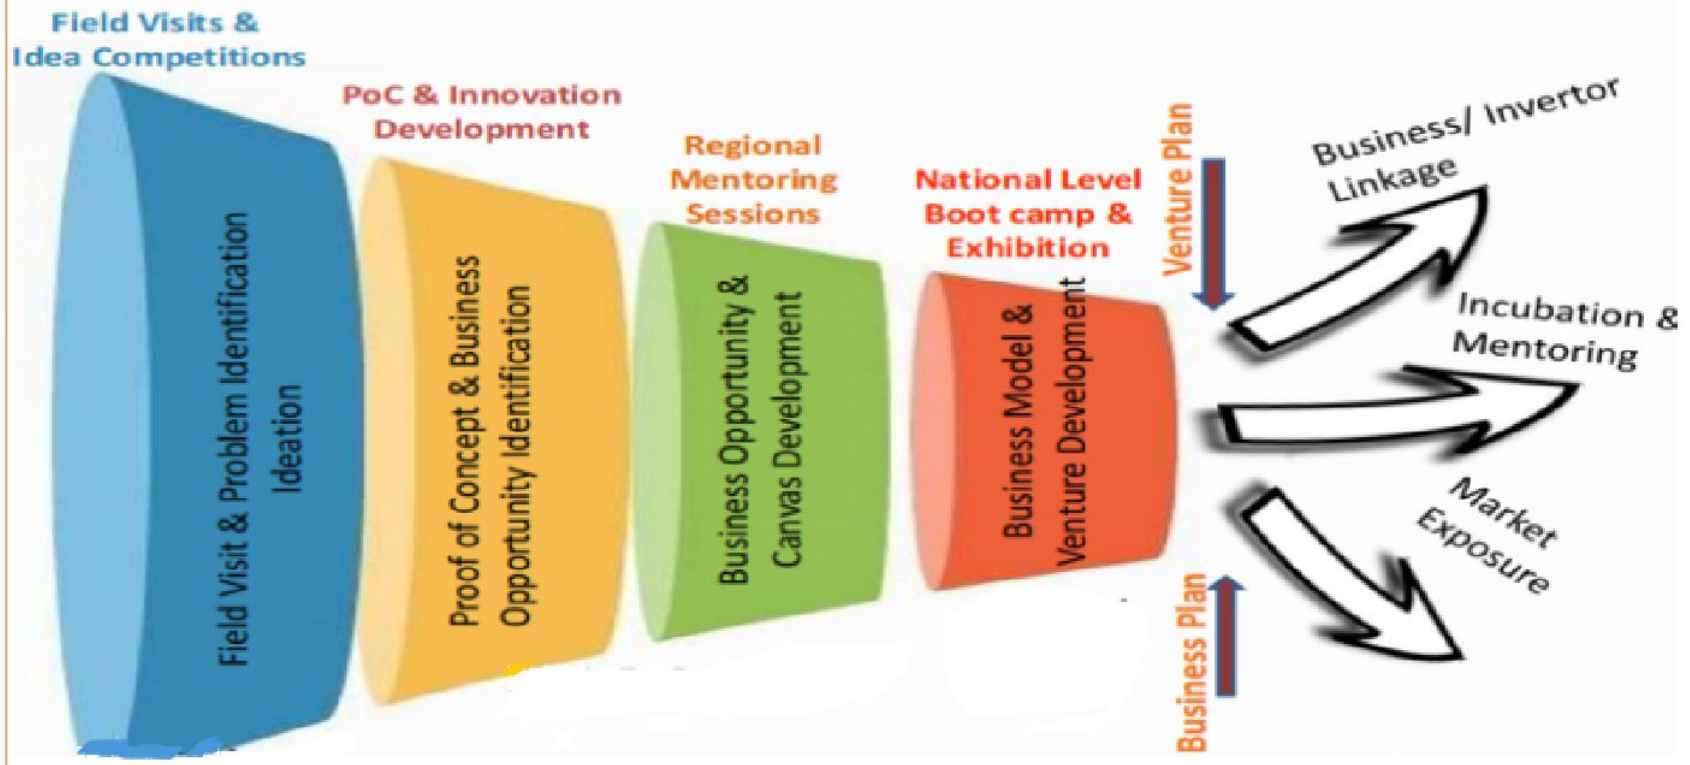 Field Visits &
Idea Competitions
Field Visit & Problem Identification
Ideation
PoC & Innovation
Development
Proof of Concept & Business
Opportunity Identification
Regional
Mentoring
Sessions
Business Opportunity &
Canvas Development
National Level
Boot camp &
Exhibition
Business Model &
Venture Development
Venture Plan
Business Plan
Business/ Invertor
Linkage
Incubation &
Mentoring
Market
Exposure